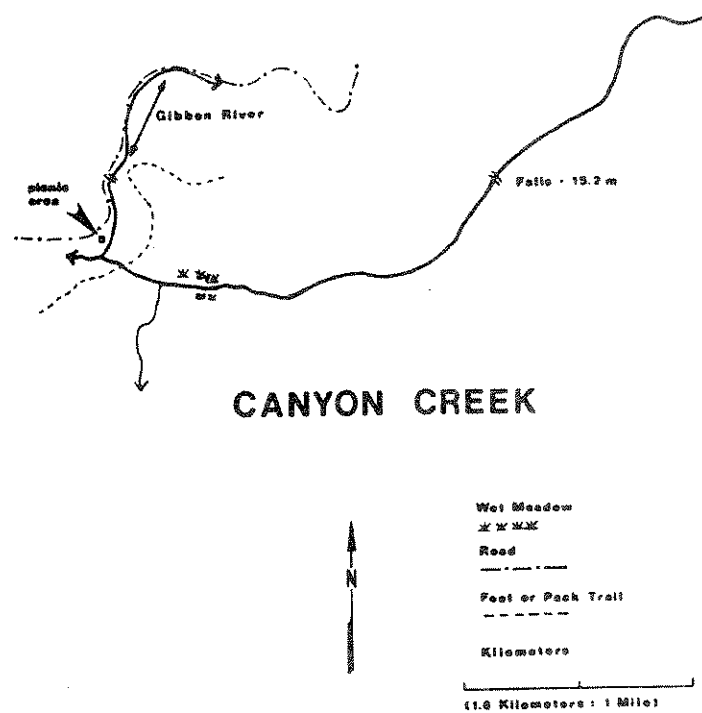 Gibbon River
picnic
area
Falls - 15.2 m
CANYON CREEK
N
Wet Meadow
Road
Foot or Pack Trail
Kilometers
(1.6 Kilometers : 1 Mile)